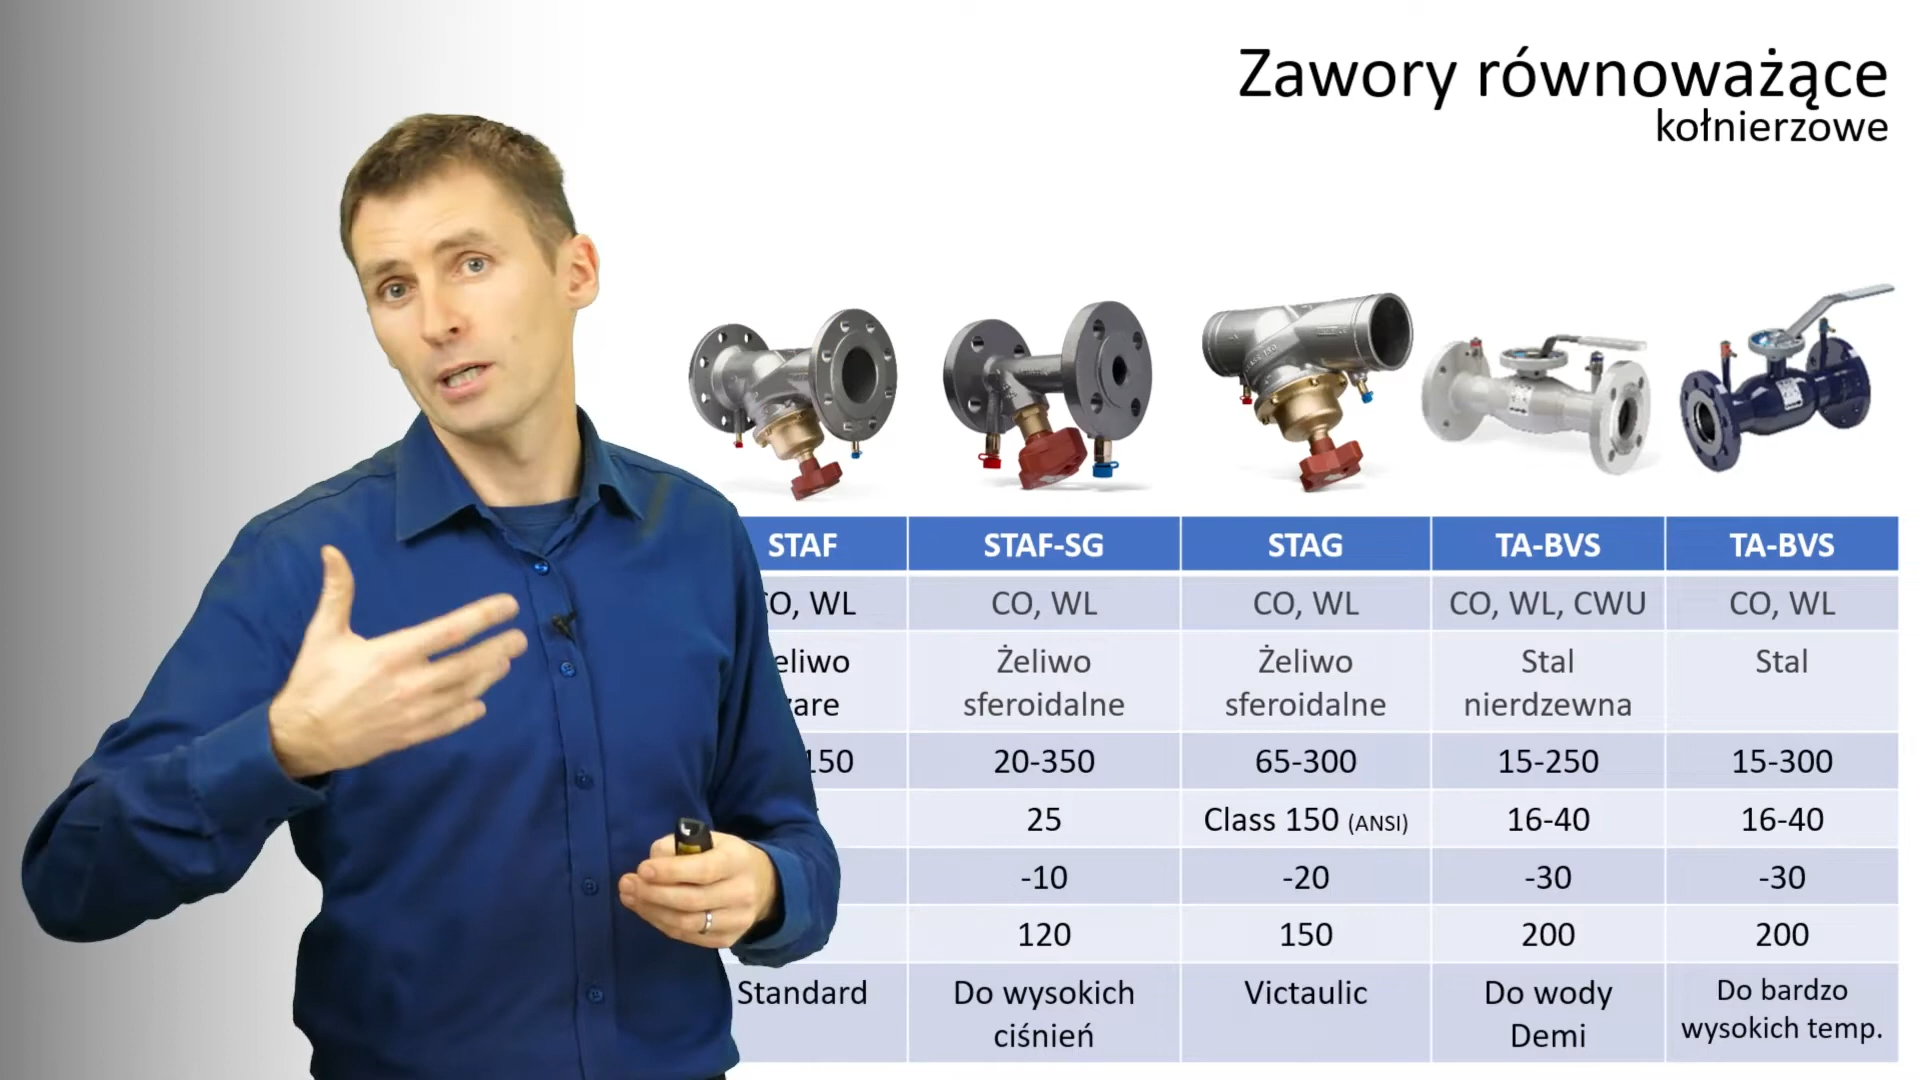 Zawory równoważące
kołnierzowe
STAF STAF-SG STAG TA-BVS TA-BVS
WL CO, WL CO, WL CO, WL, CWU CO, WL
Żeliwo Żeliwo Stal Stal
sferoidalne sferoidalne nierdzewna
20-350 65-300 15-250 15-300
25 Class 150 (ANSI) 16-40 16-40
-10 -20 -30 -30
120 150 200 200
Standard Do wysokich Victaulic Do wody Do bardzo
ciśnień Demi wysokich temp.